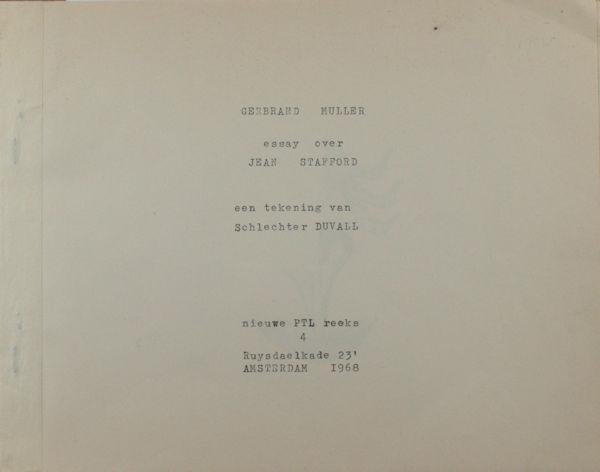 GERBRAND MULLER
essay over
JEAN STAFFORD
een tekening van
Schlechter DUVALL
nieuwe PTL reeks
4
Ruysdaelkade 23'
AMSTERDAM 1968